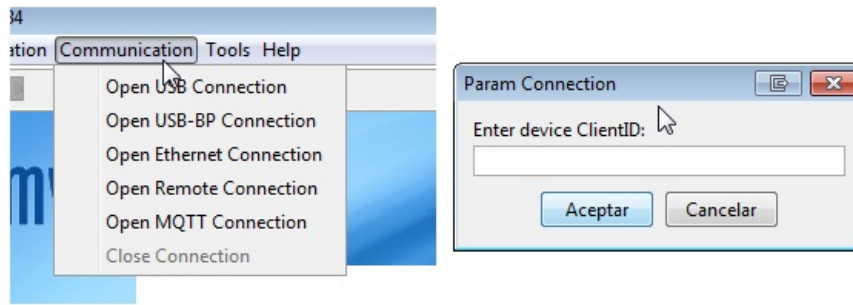 34
ation Communication Tools Help
Open USB Connection
Open USB-BP Connection
Open Ethernet Connection
Open Remote Connection
Open MQTT Connection
Close Connection
Param Connection
Enter device ClientID:
Aceptar Cancelar